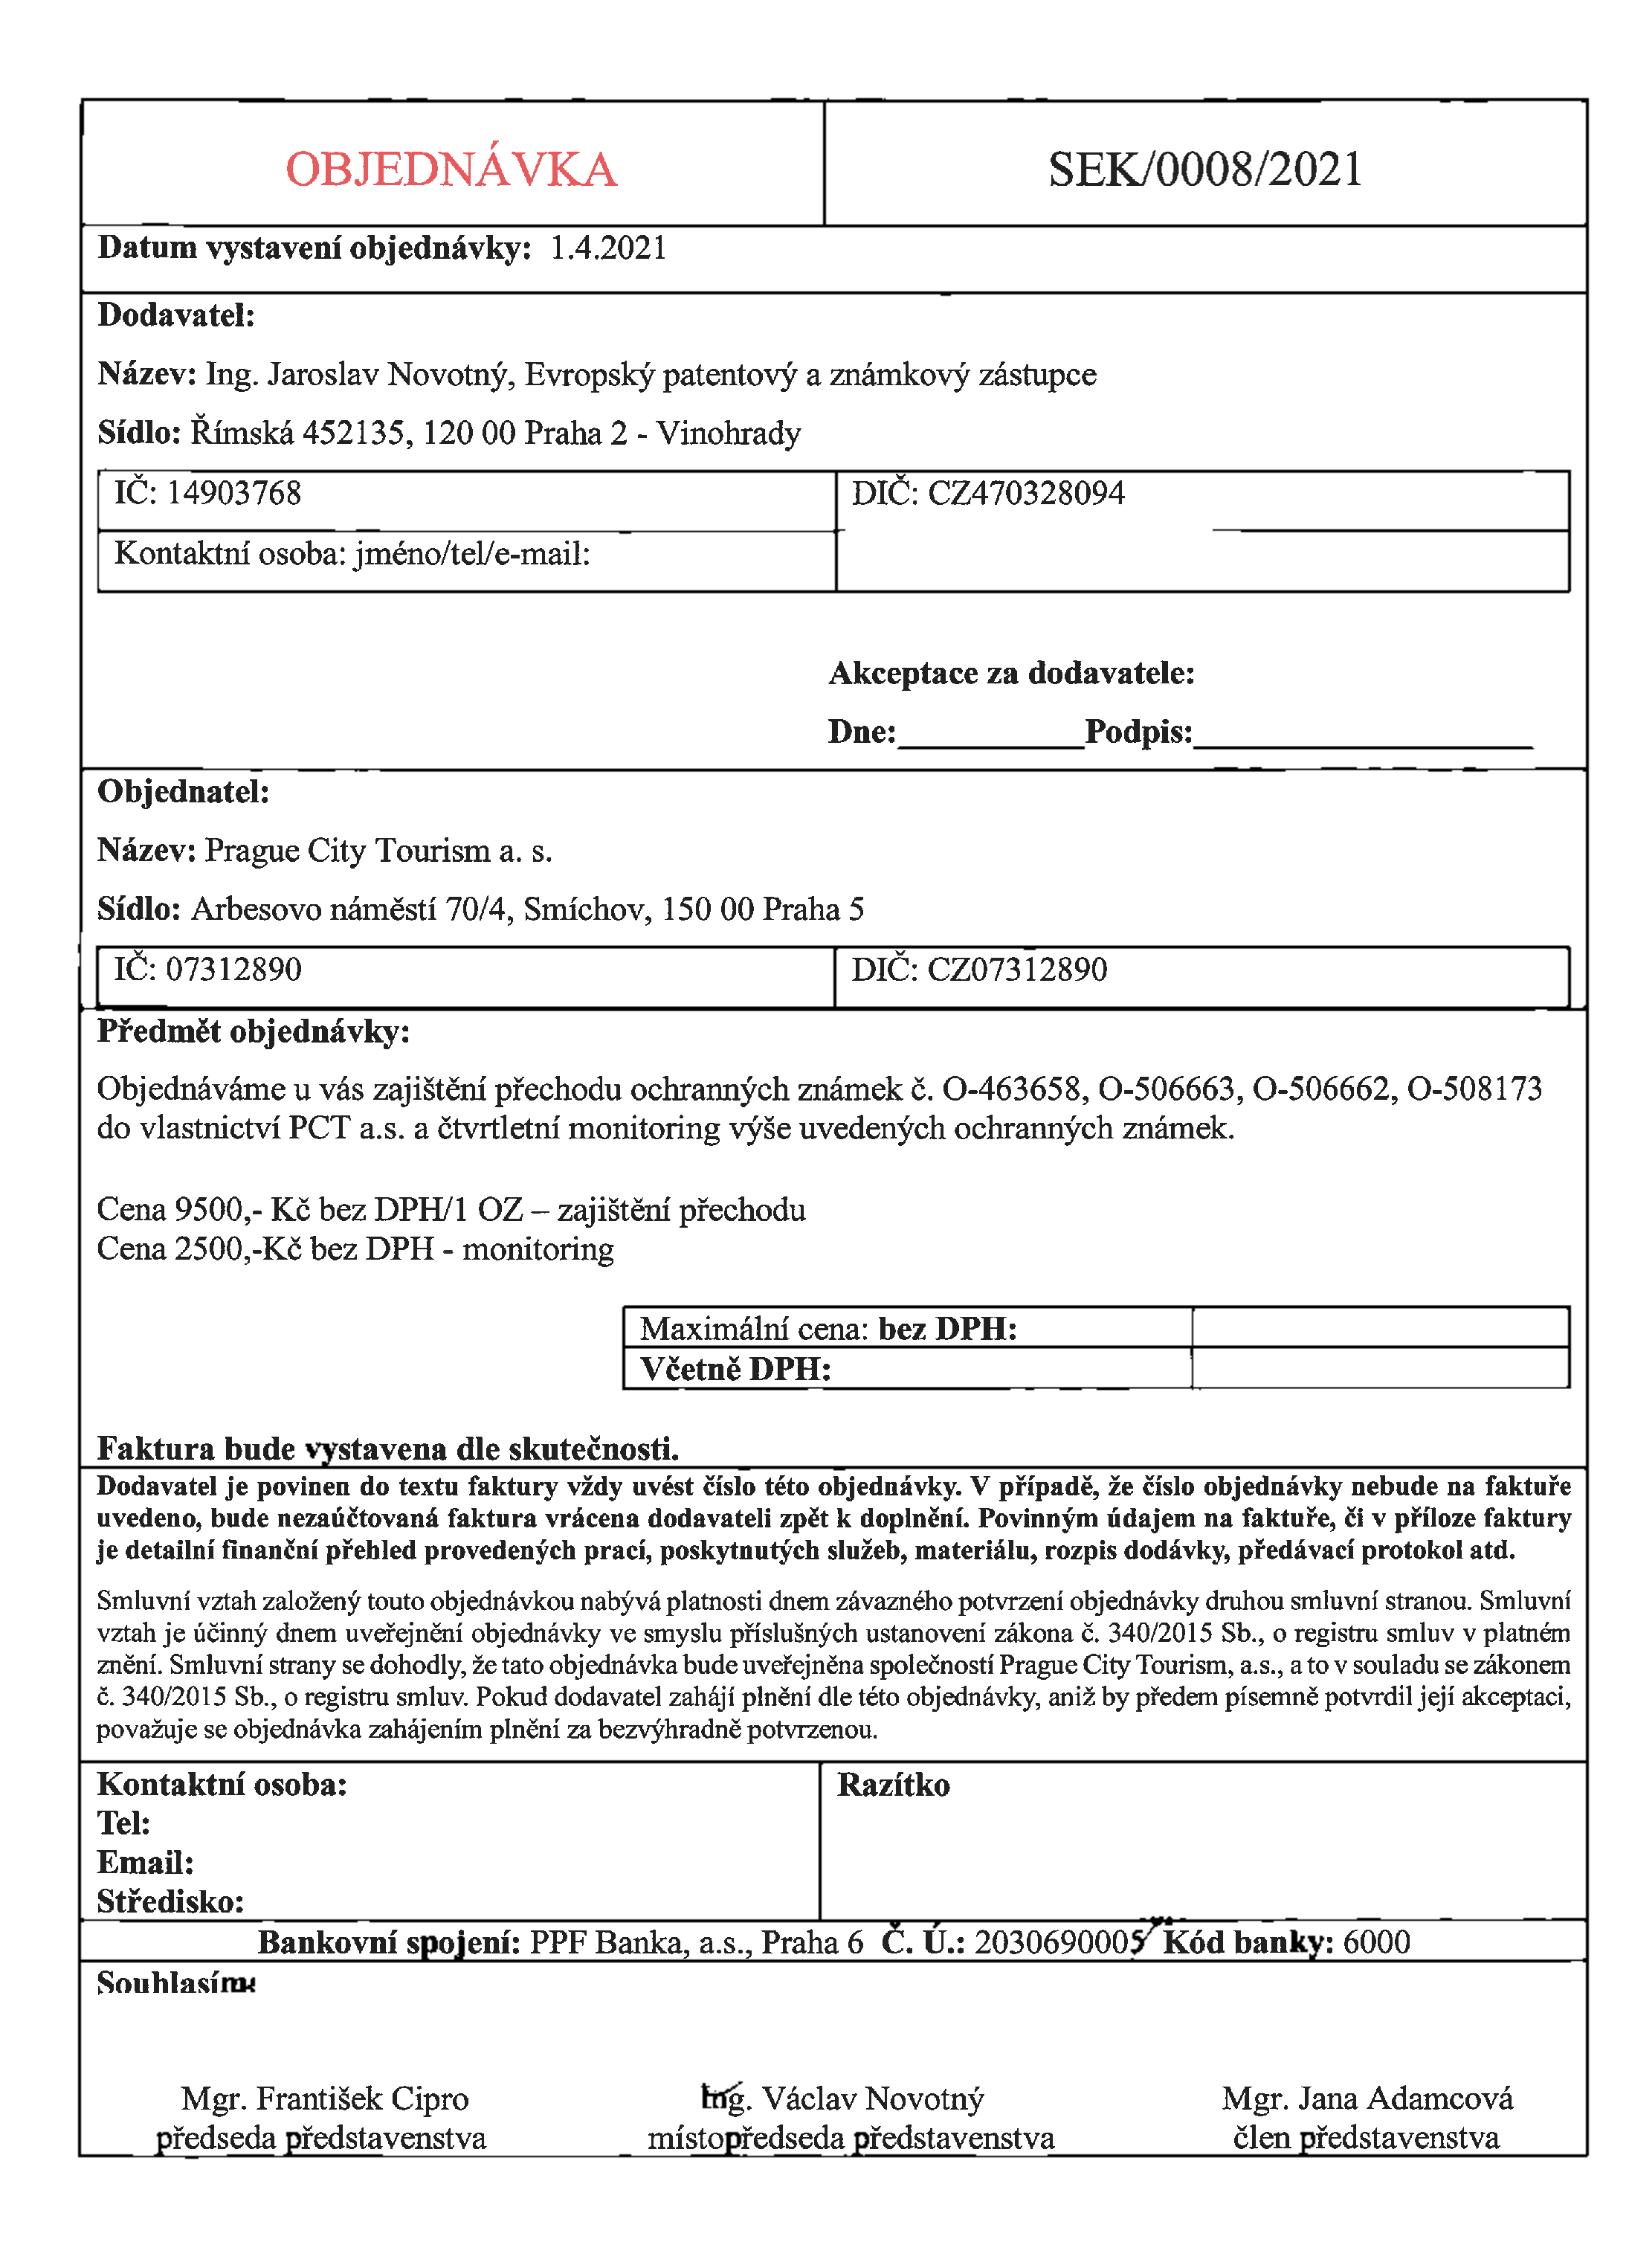 OBJEDNÁVKA
SEK/0008/2021
Datum vystavení objednávky: 1.4.2021
Dodavatel:
Název: Ing. Jaroslav Novotný, Evropský patentový a známkový zástupce
Sídlo: Římská 452135, 120 00 Praha 2 - Vinohrady
IČ: 14903768
DIČ: CZ470328094
Kontaktní osoba: jméno/tel/e-mail:
Akceptace za dodavatele:
Dne:__________Podpis:__________________
Objednatel:
Název: Prague City Tourism a. s.
Sídlo: Arbesovo náměstí 70/4, Smíchov, 150 00 Praha 5
IČ: 07312890
DIČ: CZ07312890
Předmět objednávky:
Objednáváme u vás zajištění přechodu ochranných známek č. O-463658, O-506663, O-506662, O-508173
do vlastnictví PCT a.s. a čtvrtletní monitoring výše uvedených ochranných známek.
Cena 9500,- Kč bez DPH/1 OZ – zajištění přechodu
Cena 2500,-Kč bez DPH - monitoring
Maximální cena: bez DPH:
Včetně DPH:
Faktura bude vystavena dle skutečnosti.
Dodavatel je povinen do textu faktury vždy uvést číslo této objednávky. V případě, že číslo objednávky nebude na faktuře
uvedeno, bude nezaúčtovaná faktura vrácena dodavateli zpět k doplnění. Povinným údajem na faktuře, či v příloze faktury
je detailní finanční přehled provedených prací, poskytnutých služeb, materiálu, rozpis dodávky, předávací protokol atd.
Smluvní vztah založený touto objednávkou nabývá platnosti dnem závazného potvrzení objednávky druhou smluvní stranou. Smluvní
vztah je účinný dnem uveřejnění objednávky ve smyslu příslušných ustanovení zákona č. 340/2015 Sb., o registru smluv v platném
znění. Smluvní strany se dohodly, že tato objednávka bude uveřejněna společností Prague City Tourism, a.s., a to v souladu se zákonem
č. 340/2015 Sb., o registru smluv. Pokud dodavatel zahájí plnění dle této objednávky, aniž by předem písemně potvrdil její akceptaci,
považuje se objednávka zahájením plnění za bezvýhradně potvrzenou.
Kontaktní osoba:
Tel:
Email:
Středisko:
Razítko
Bankovní spojení: PPF Banka, a.s., Praha 6 Č. Ú.: 2030690005 Kód banky: 6000
Souhlasím:
Mgr. František Cipro
Ing. Václav Novotný
Mgr. Jana Adamcová
předseda představenstva
místopředseda představenstva
člen představenstva